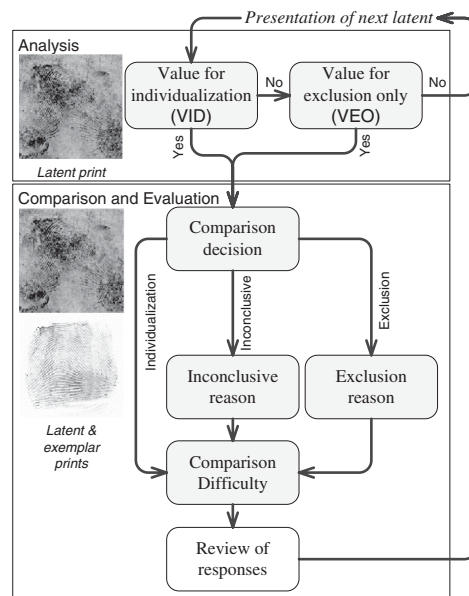 Presentation of next latent
Analysis
Value for
individualization
(VID)
No
Value for
exclusion only
(VEO)
No
Latent print
Yes
Yes
Comparison and Evaluation
Comparison
decision
Individualization
Inconclusive
Exclusion
Inconclusive
reason
Exclusion
reason
Latent &
exemplar
prints
Comparison
Difficulty
Review of
responses